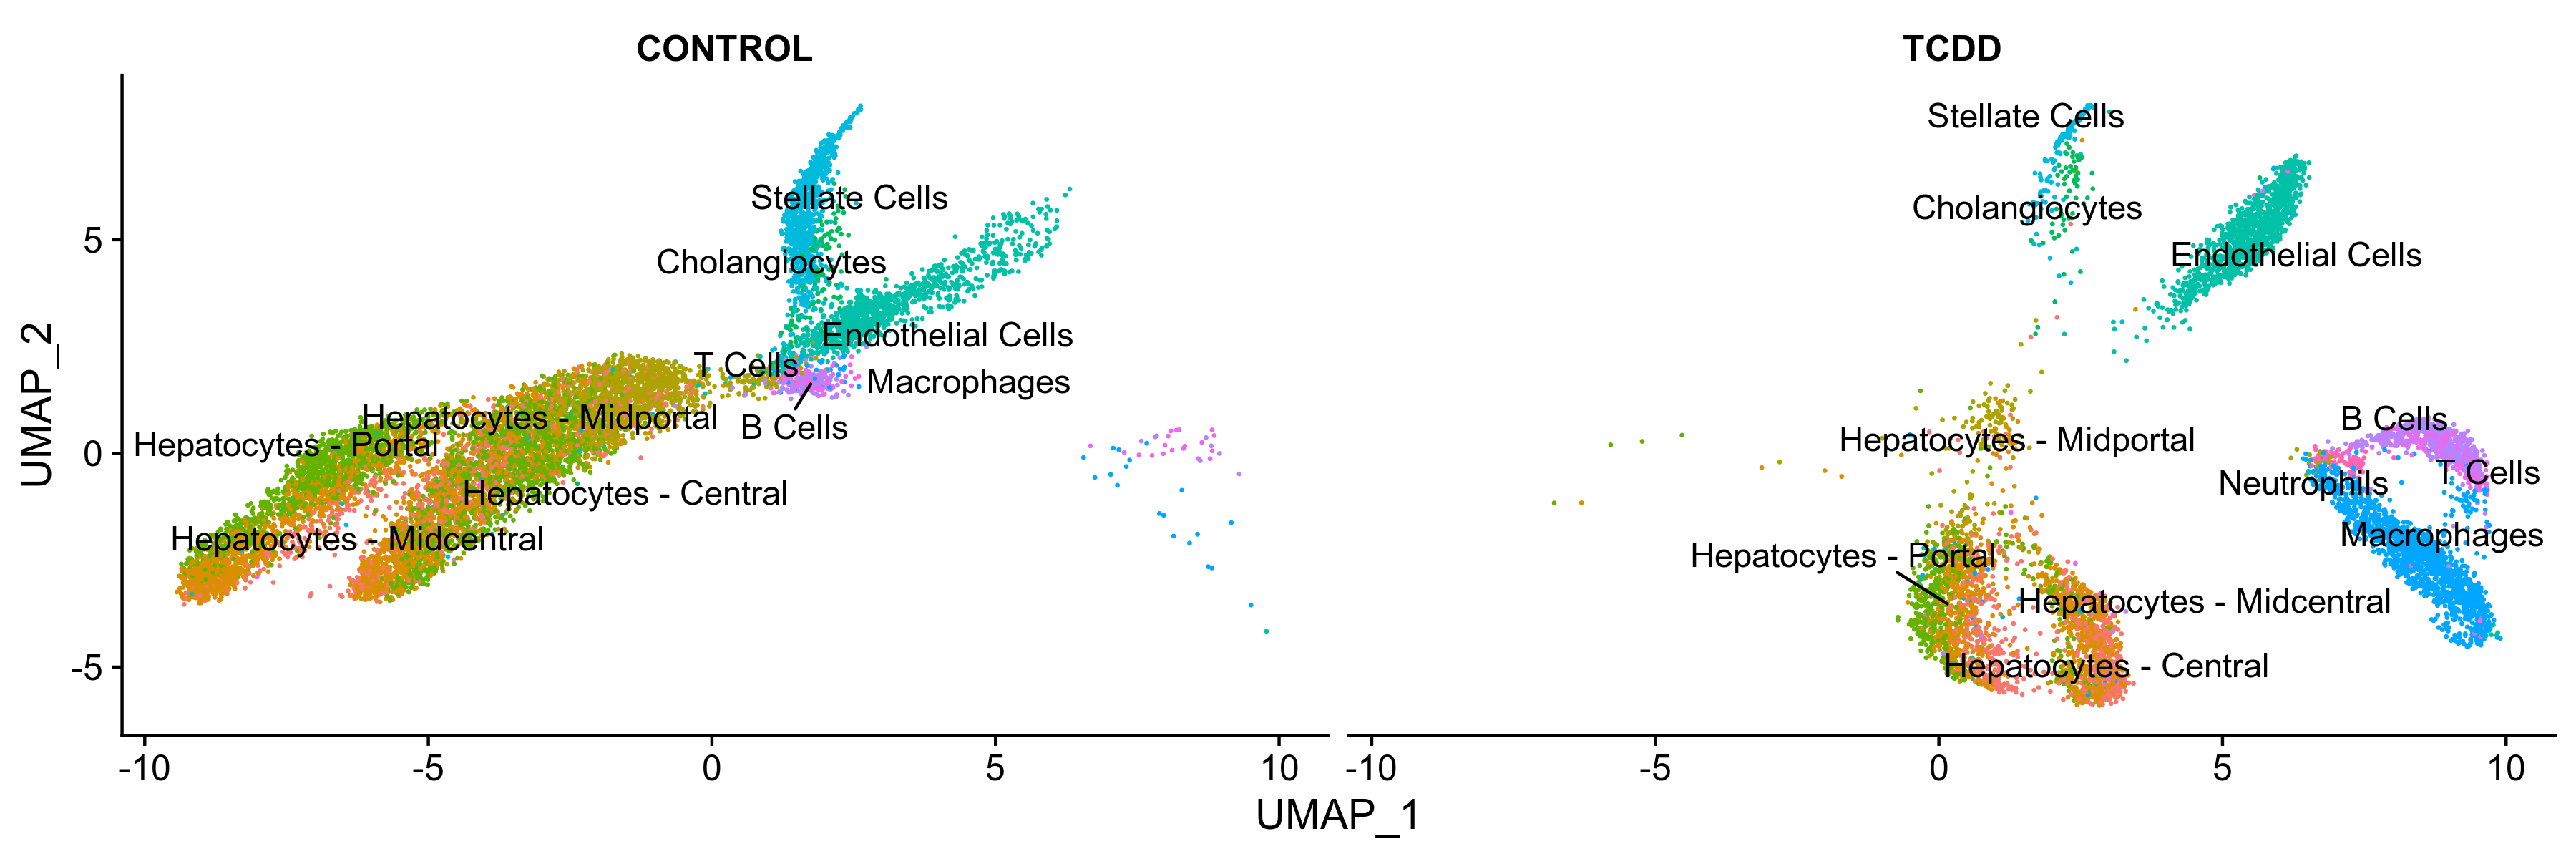 CONTROL
TCDD
Stellate Cells
Cholangiocytes
Endothelial Cells
T Cells
Macrophages
B Cells
Hepatocytes - Midportal
Hepatocytes - Portal
Hepatocytes - Central
Hepatocytes - Midcentral
Stellate Cells
Cholangiocytes
Endothelial Cells
B Cells
Hepatocytes - Midportal
T Cells
Neutrophils
Macrophages
Hepatocytes - Portal
Hepatocytes - Midcentral
Hepatocytes - Central
UMAP_2
5
0
-5
-10 -5 0 5 10
-10 -5 0 5 10
UMAP_1